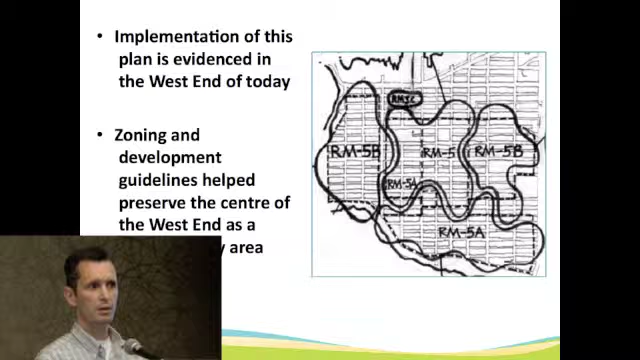 • Implementation of this
plan is evidenced in
the West End of today
• Zoning and
development
guidelines helped
preserve the centre of
the West End as a
area
RM-5C
RM-5B
RM-5
RM-5B
RM-5A
RM-5A